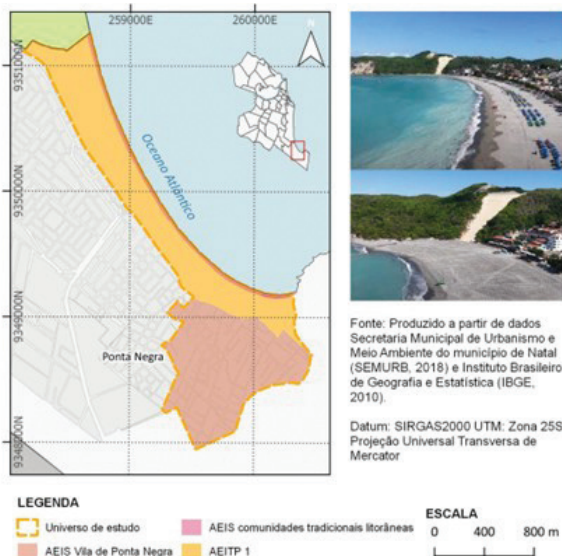 259000E 260000E
N
9351000N
Oceano Atlântico
9350000N
9349000N
Ponta Negra
9348000N
Fonte: Produzido a partir de dados
Secretaria Municipal de Urbanismo e
Meio Ambiente do município de Natal
(SEMURB, 2018) e Instituto Brasileiro
de Geografia e Estatística (IBGE,
2010).
Datum: SIRGAS2000 UTM: Zona 25S
Projeção Universal Transversa de
Mercator
LEGENDA
Universo de estudo
AEIS comunidades tradicionais litorâneas
AEIS Vila de Ponta Negra
AEITP 1
ESCALA
0 400 800 m